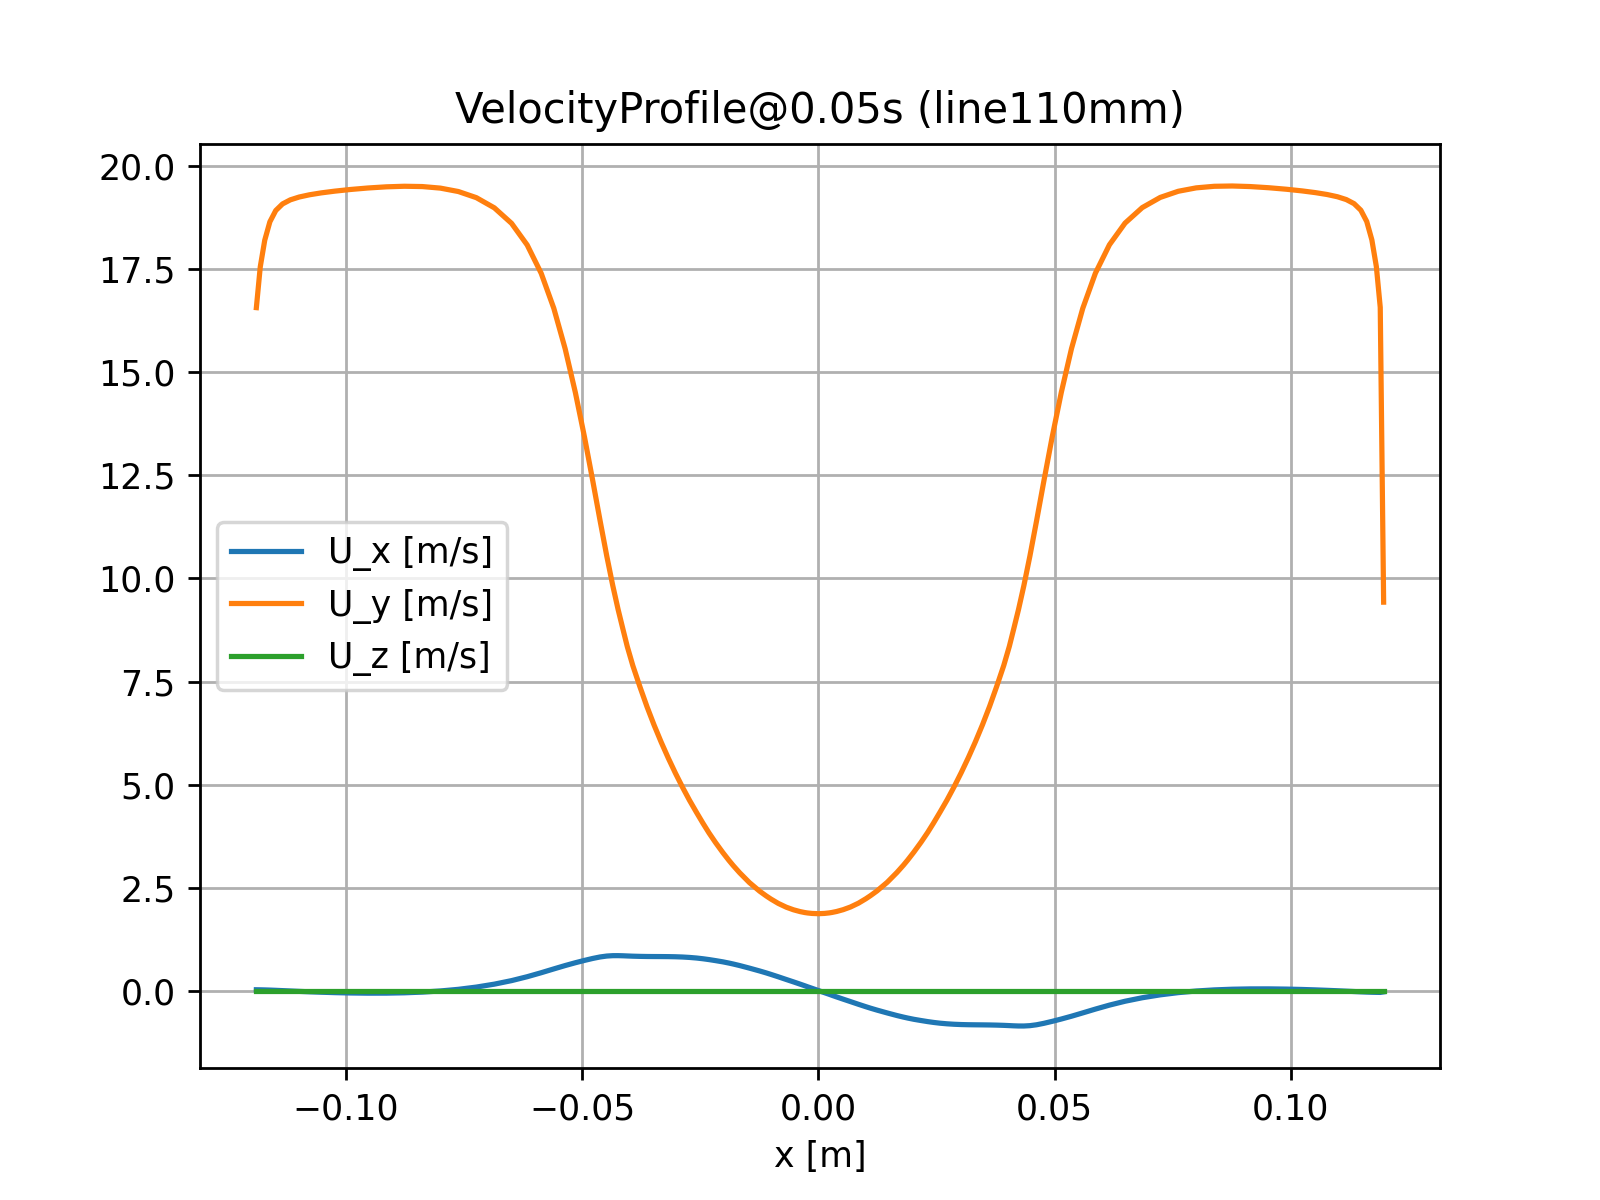 VelocityProfile@0.05s (line110mm)
20.0
17.5
15.0
12.5
10.0
7.5
5.0
2.5
0.0
U_x [m/s]
U_y [m/s]
U_z [m/s]
−0.10 −0.05 0.00 0.05 0.10
x [m]